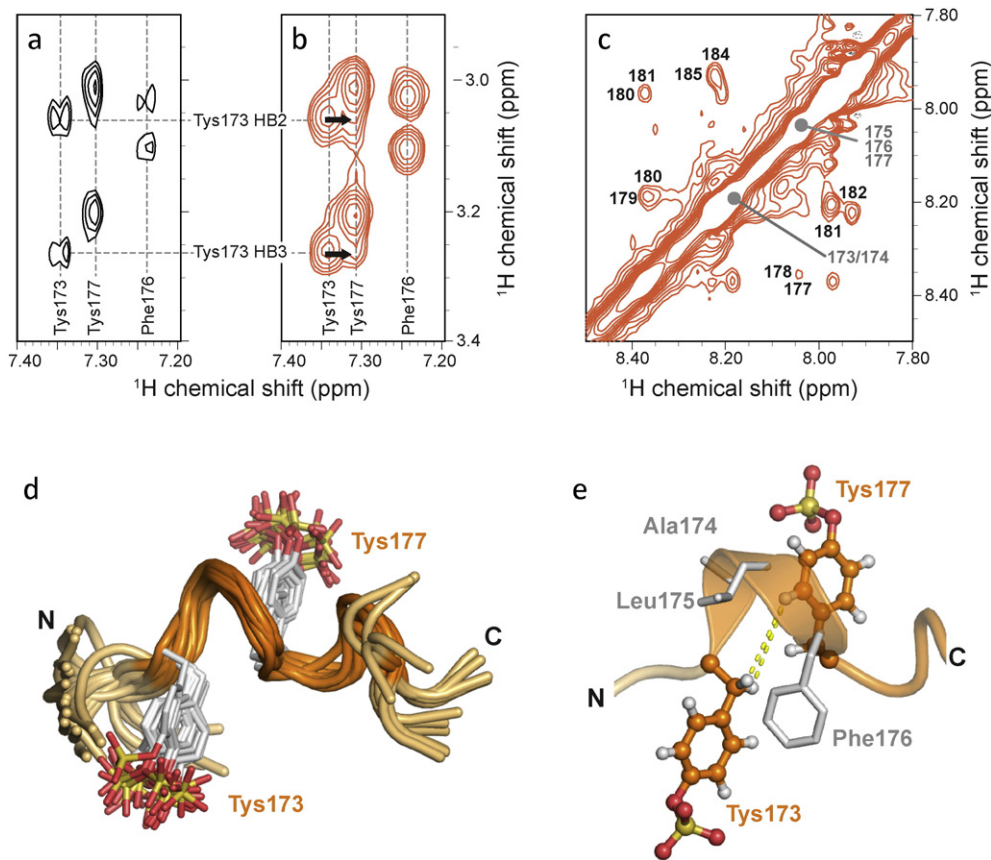 a
b
c
Tys173 HB2
Tys173 HB3
Tys173
Tys177
Phe176
Tys173
Tys177
Phe176
7.40
7.30
7.20
7.40
7.30
7.20
¹H chemical shift (ppm)
¹H chemical shift (ppm)
3.0
3.2
3.4
¹H chemical shift (ppm)
181
180
184
185
180
179
175
176
177
182
181
173/174
178
177
8.40
8.20
8.00
7.80
¹H chemical shift (ppm)
7.80
8.00
8.20
8.40
¹H chemical shift (ppm)
d
Tys177
N
C
Tys173
e
Tys177
Ala174
Leu175
N
C
Phe176
Tys173